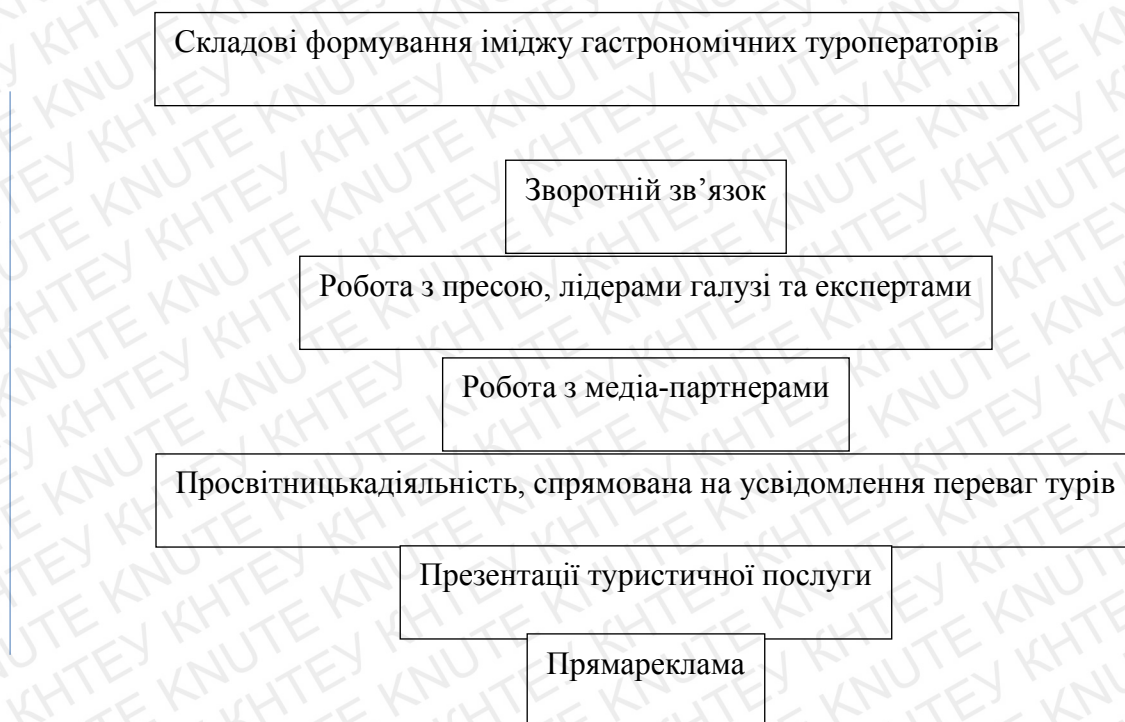 Складові формування іміджу гастрономічних туроператорів
Зворотній зв’язок
Робота з пресою, лідерами галузі та експертами
Робота з медіа-партнерами
Просвітницькадіяльність, спрямована на усвідомлення переваг турів
Презентації туристичної послуги
Прямареклама